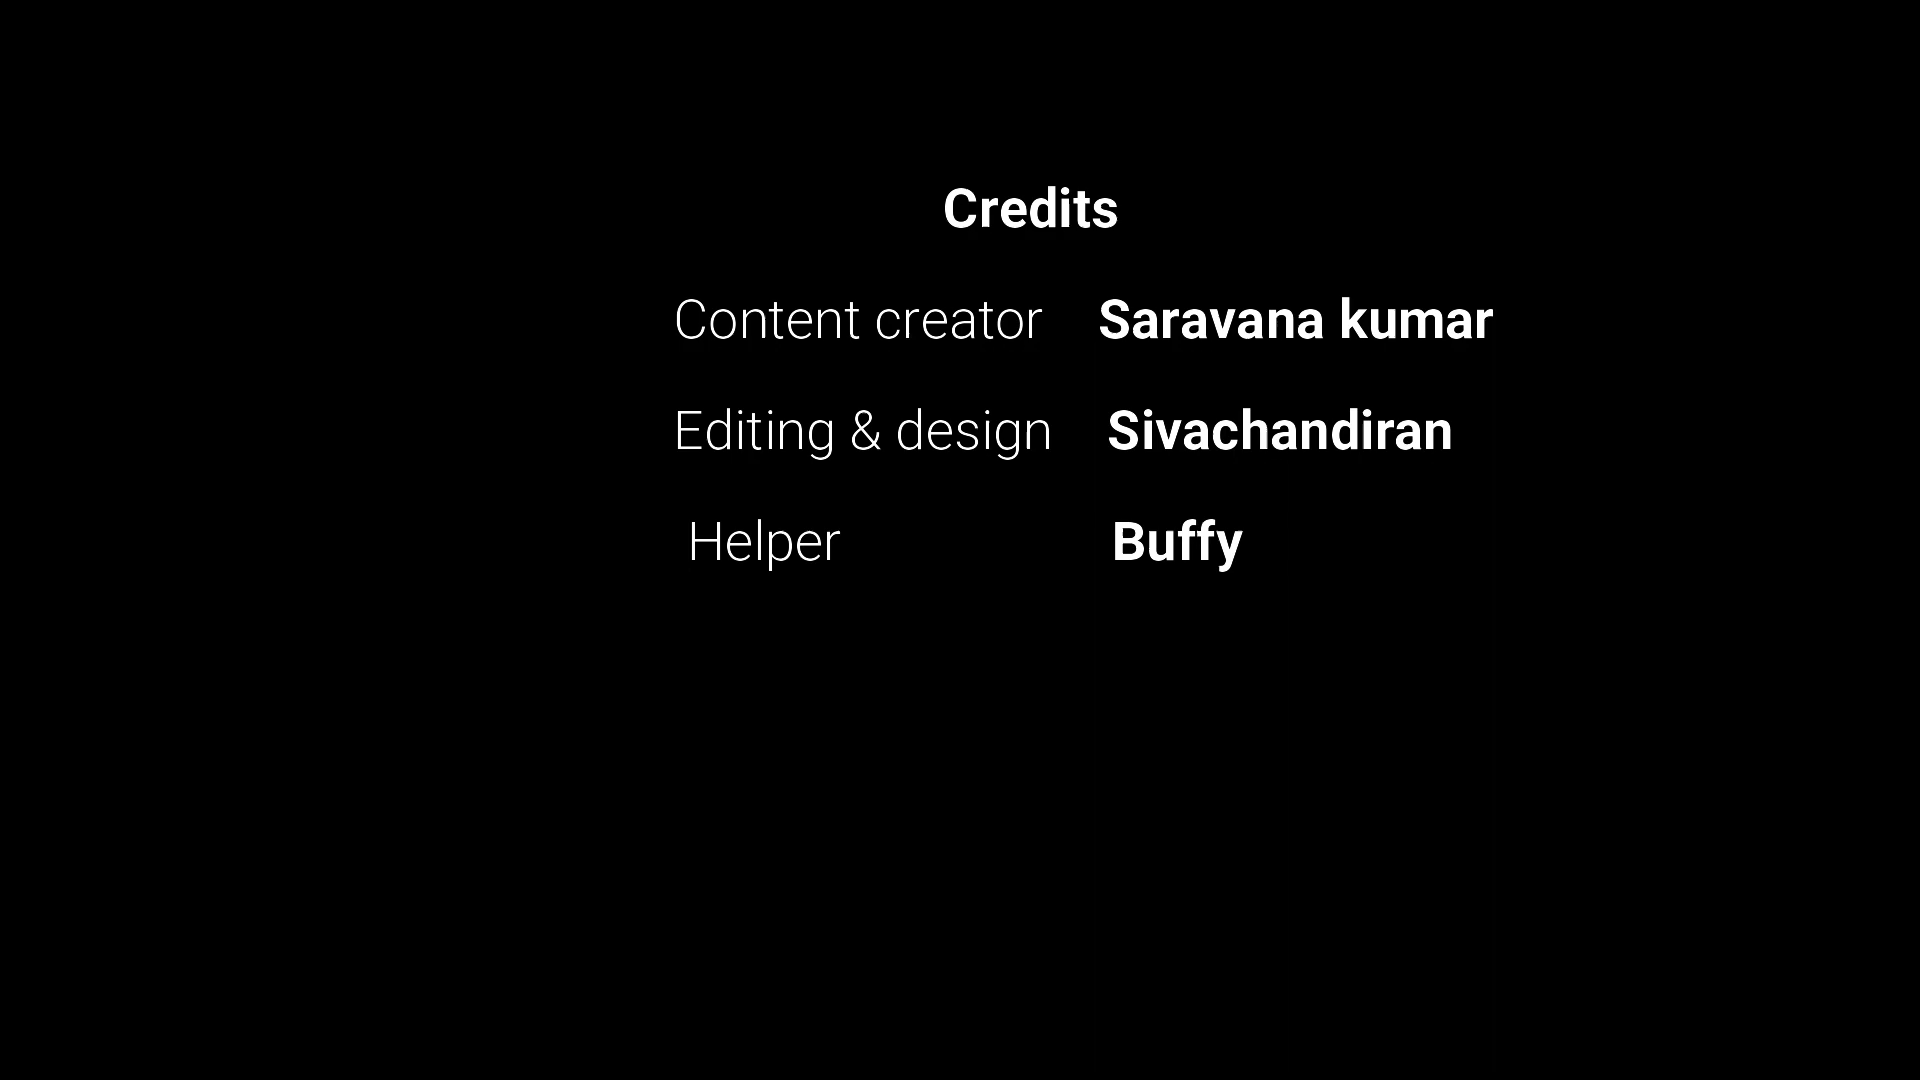 Credits
Content creator Saravana kumar
Editing & design Sivachandiran
Helper Buffy